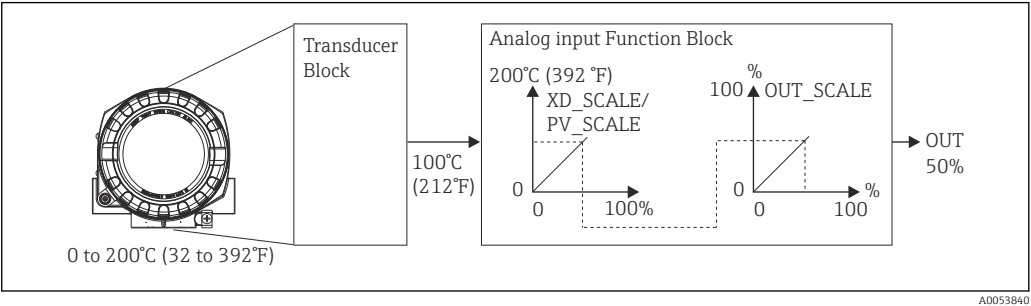 Transducer
Block
Analog input Function Block
200°C (392 °F)
XD_SCALE/
PV_SCALE
0
0
100%
%
100
OUT_SCALE
0
%
0
100
100°C
(212°F)
OUT
50%
0 to 200°C (32 to 392°F)
A0053840